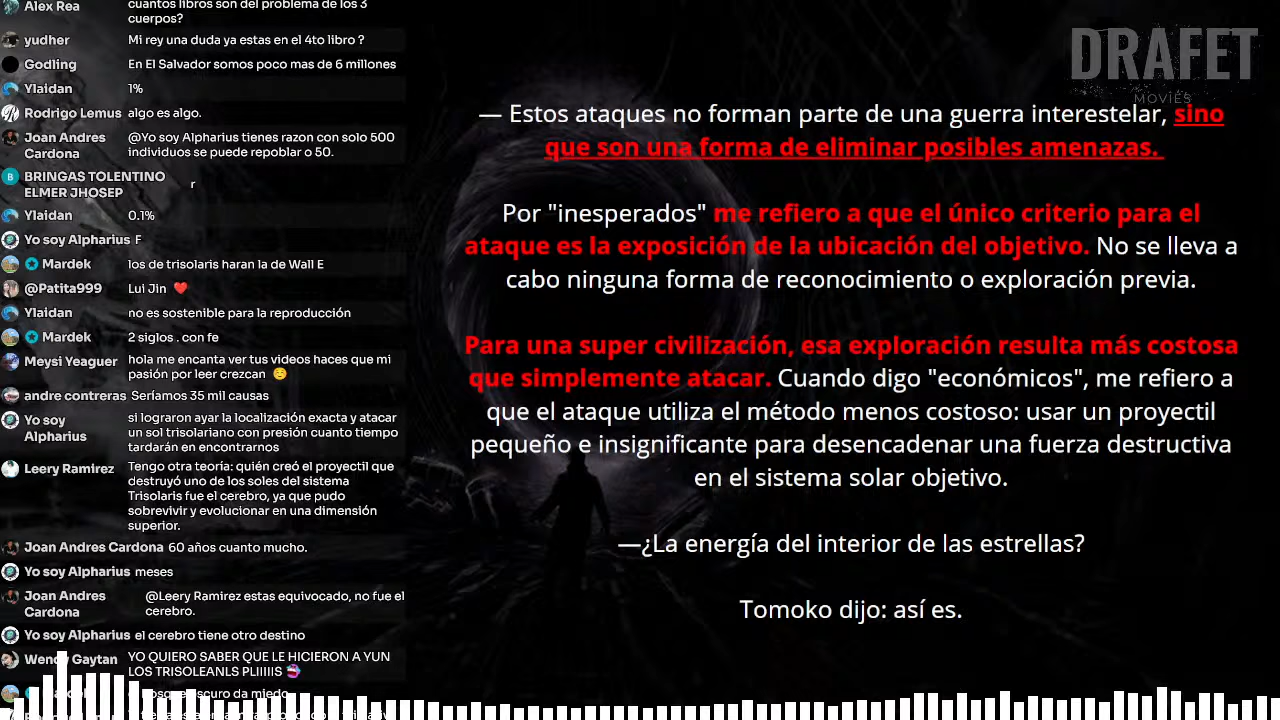 Alex Rea cuantos libros son del problema de los 3
cuerpos?
yudher Mi rey una duda ya estas en el 4to libro ?
Godling En El Salvador somos poco mas de 6 millones
Ylaidan 1%
Rodrigo Lemus algo es algo.
Joan Andres Cardona @Yo soy Alpharius tienes razon con solo 500
individuos se puede repoblar o 50.
BRINGAS TOLENTINO
ELMER JHOSEP r
Ylaidan 0.1%
Yo soy Alpharius F
Mardek los de trisolaris haran la de Wall E
@Patita999 Lui Jin ❤️
Ylaidan no es sostenible para la reproducción
Mardek 2 siglos . con fe
Meysi Yeaguer hola me encanta ver tus videos haces que mi
pasión por leer crezcan ☺️
andre contreras Seríamos 35 mil causas
Yo soy Alpharius si lograron ayar la localización exacta y atacar
un sol trisolariano con presión cuanto tiempo
tardarán en encontrarnos
Leery Ramirez Tengo otra teoría: quién creó el proyectil que
destruyó uno de los soles del sistema
Trisolaris fue el cerebro, ya que pudo
sobrevivir y evolucionar en una dimensión
superior.
Joan Andres Cardona 60 años cuanto mucho.
Yo soy Alpharius meses
Joan Andres Cardona @Leery Ramirez estas equivocado, no fue el
cerebro.
Yo soy Alpharius el cerebro tiene otro destino
Wendy Gaytan YO QUIERO SABER QUE LE HICIERON A YUN
LOS TRISOLEANLS PLIIIIS
oscuro da miedo
DRAFET
MOVIES
— Estos ataques no forman parte de una guerra interestelar, sino
que son una forma de eliminar posibles amenazas.
Por "inesperados" me refiero a que el único criterio para el
ataque es la exposición de la ubicación del objetivo. No se lleva a
cabo ninguna forma de reconocimiento o exploración previa.
Para una super civilización, esa exploración resulta más costosa
que simplemente atacar. Cuando digo "económicos", me refiero a
que el ataque utiliza el método menos costoso: usar un proyectil
pequeño e insignificante para desencadenar una fuerza destructiva
en el sistema solar objetivo.
—¿La energía del interior de las estrellas?
Tomoko dijo: así es.